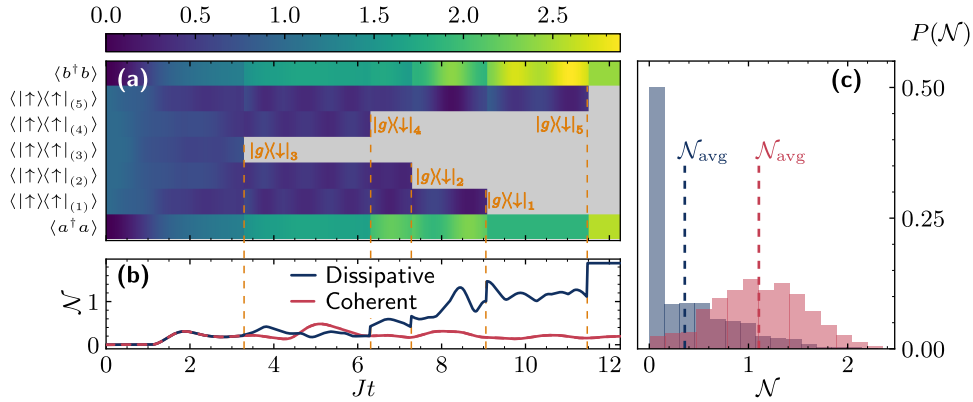 0.0 0.5 1.0 1.5 2.0 2.5
P(𝒩)
(a)
⟨b†b⟩
⟨|↑⟩⟨↑|(5)⟩
⟨|↑⟩⟨↑|(4)⟩
⟨|↑⟩⟨↑|(3)⟩
⟨|↑⟩⟨↑|(2)⟩
⟨|↑⟩⟨↑|(1)⟩
⟨a†a⟩
|g⟩⟨↓|4
|g⟩⟨↓|5
|g⟩⟨↓|3
|g⟩⟨↓|2
|g⟩⟨↓|1
(b)
Dissipative
Coherent
𝒩
1
0
0 2 4 6 8 10 12
Jt
(c)
𝒩avg
𝒩avg
0.50
0.25
0.00
0 1 2
𝒩